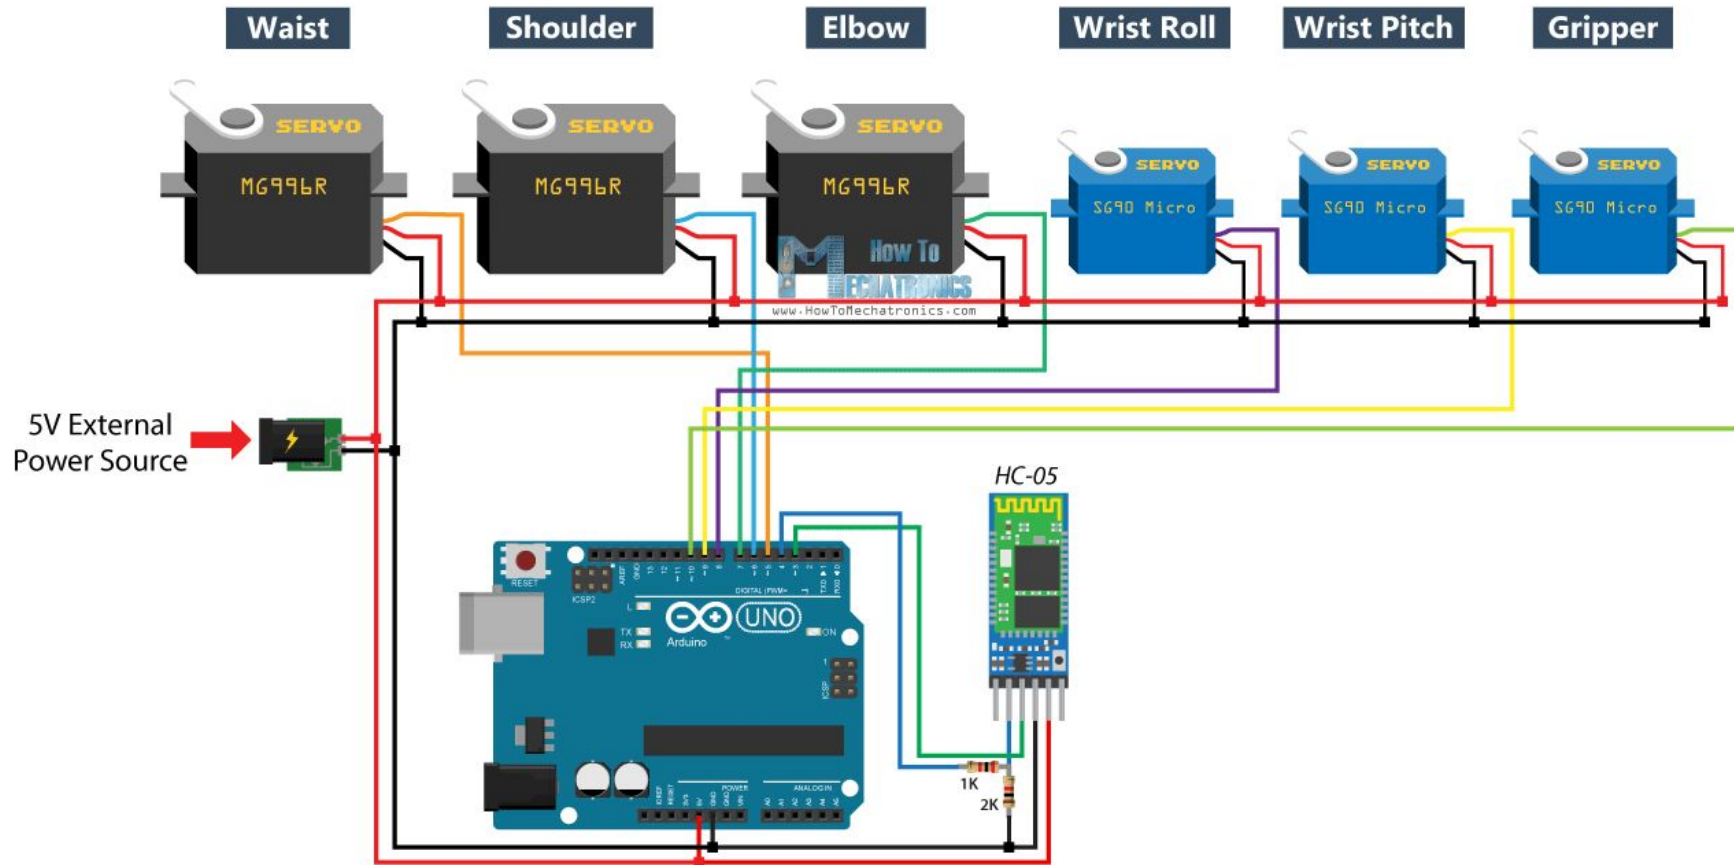 Waist
Shoulder
Elbow
Wrist Roll
Wrist Pitch
Gripper
SERVO
SERVO
SERVO
SERVO
SERVO
SERVO
MG996R
MG996R
MG996R
SG90 Micro
SG90 Micro
SG90 Micro
How To
MECHATRONICS
www.HowToMechatronics.com
5V External
Power Source
HC-05
RESET
ICSP2
AREF
GND
13
12
~11
~10
~9
8
7
~6
~5
4
~3
2
TXD ▶ 1
RXD ◀ 0
DIGITAL (PWM~
L
TX
RX
Arduino
UNO
ON
1
ICSP
1K
2K
POWER
ANALOG IN
IOREF
RESET
3V3
5V
GND
GND
VIN
A0
A1
A2
A3
A4
A5